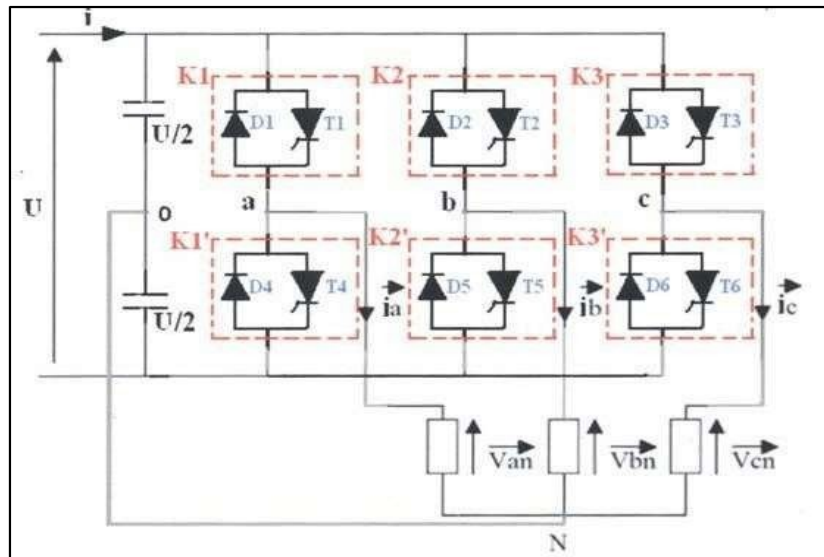 i
K1 K2 K3
D1 T1 D2 T2 D3 T3
U/2
U o a b c
K1' K2' K3'
D4 T4 D5 T5 D6 T6
U/2 ia ib ic
Van Vbn Vcn
N